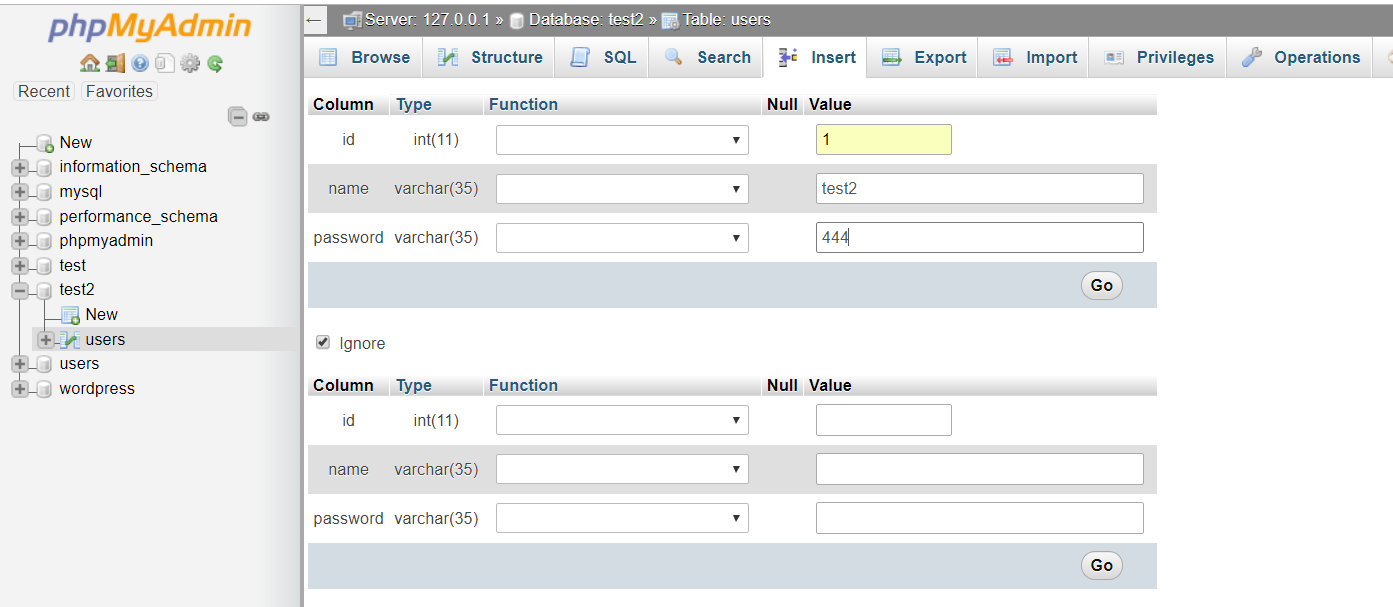 phpMyAdmin
Recent Favorites
New
information_schema
mysql
performance_schema
phpmyadmin
test
test2
New
users
users
wordpress
Server: 127.0.0.1 » Database: test2 » Table: users
Browse Structure SQL Search Insert Export Import Privileges Operations
Column Type Function Null Value
id int(11) 1
name varchar(35) test2
password varchar(35) 444
Go
Ignore
Column Type Function Null Value
id int(11)
name varchar(35)
password varchar(35)
Go